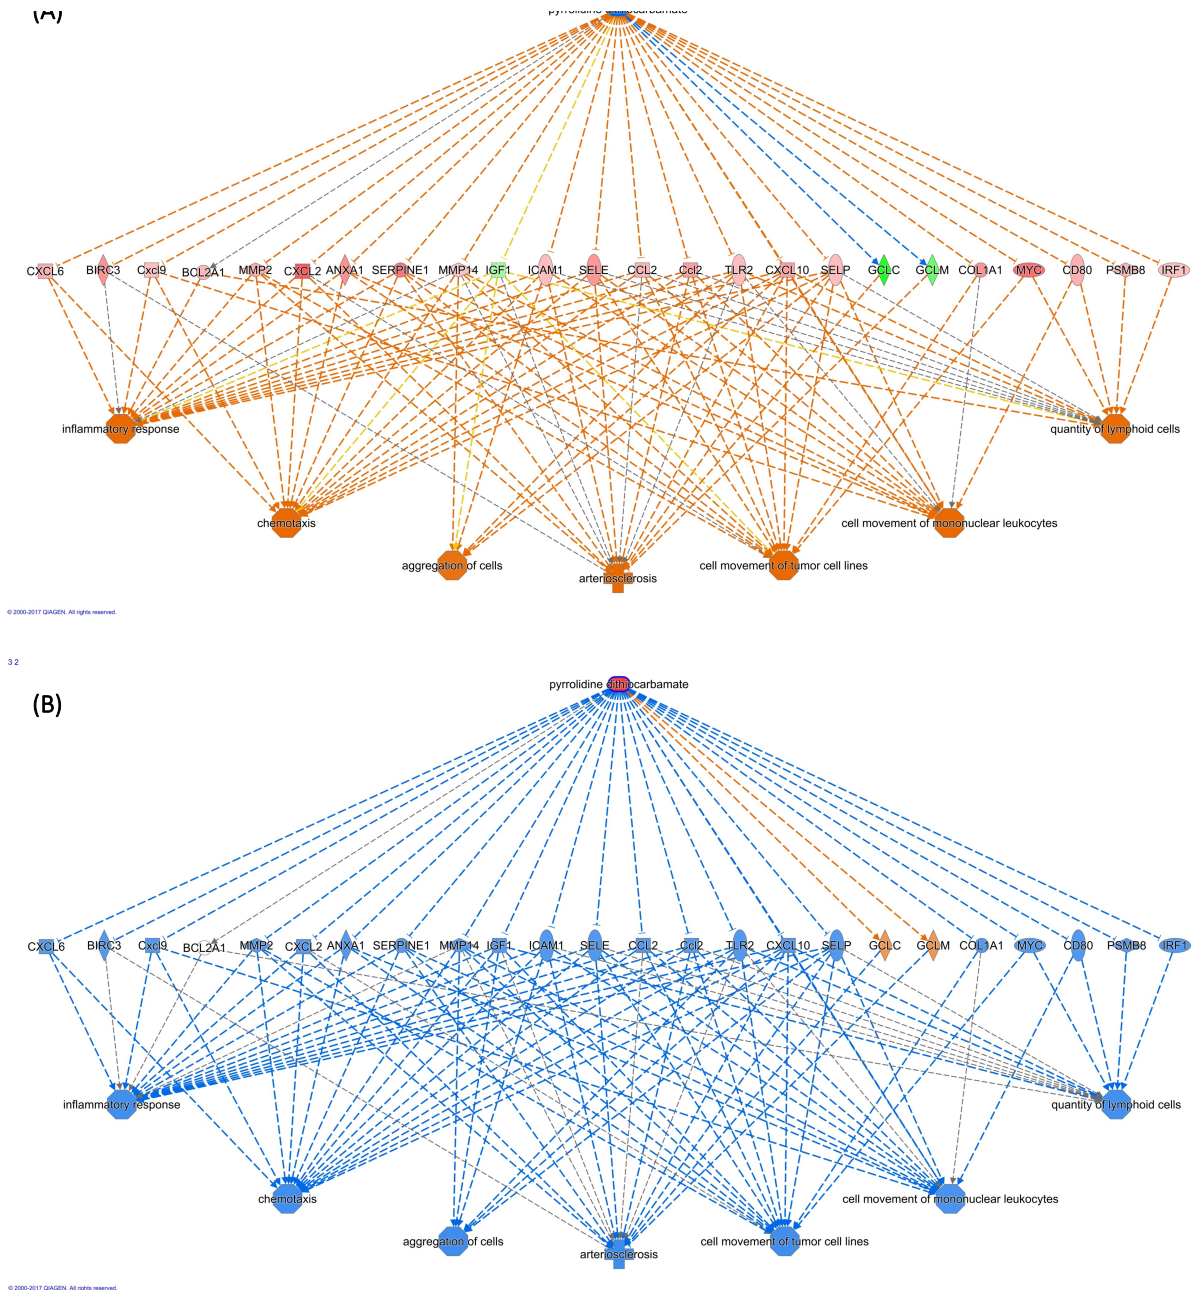 (A)
pyrrolidine dithiocarbamate
CXCL6 BIRC3 Cxcl9 BCL2A1 MMP2 CXCL2 ANXA1 SERPINE1 MMP14 IGF1 ICAM1 SELE CCL2 Ccl2 TLR2 CXCL10 SELP GCLC GCLM COL1A1 MYC CD80 PSMB8 IRF1
inflammatory response quantity of lymphoid cells
chemotaxis cell movement of mononuclear leukocytes
aggregation of cells arteriosclerosis cell movement of tumor cell lines
© 2000-2017 QIAGEN. All rights reserved.
3 2
pyrrolidine dithiocarbamate
(B)
CXCL6 BIRC3 Cxcl9 BCL2A1 MMP2 CXCL2 ANXA1 SERPINE1 MMP14 IGF1 ICAM1 SELE CCL2 Ccl2 TLR2 CXCL10 SELP GCLC GCLM COL1A1 MYC CD80 PSMB8 IRF1
inflammatory response quantity of lymphoid cells
chemotaxis cell movement of mononuclear leukocytes
aggregation of cells arteriosclerosis cell movement of tumor cell lines
© 2000-2017 QIAGEN. All rights reserved.